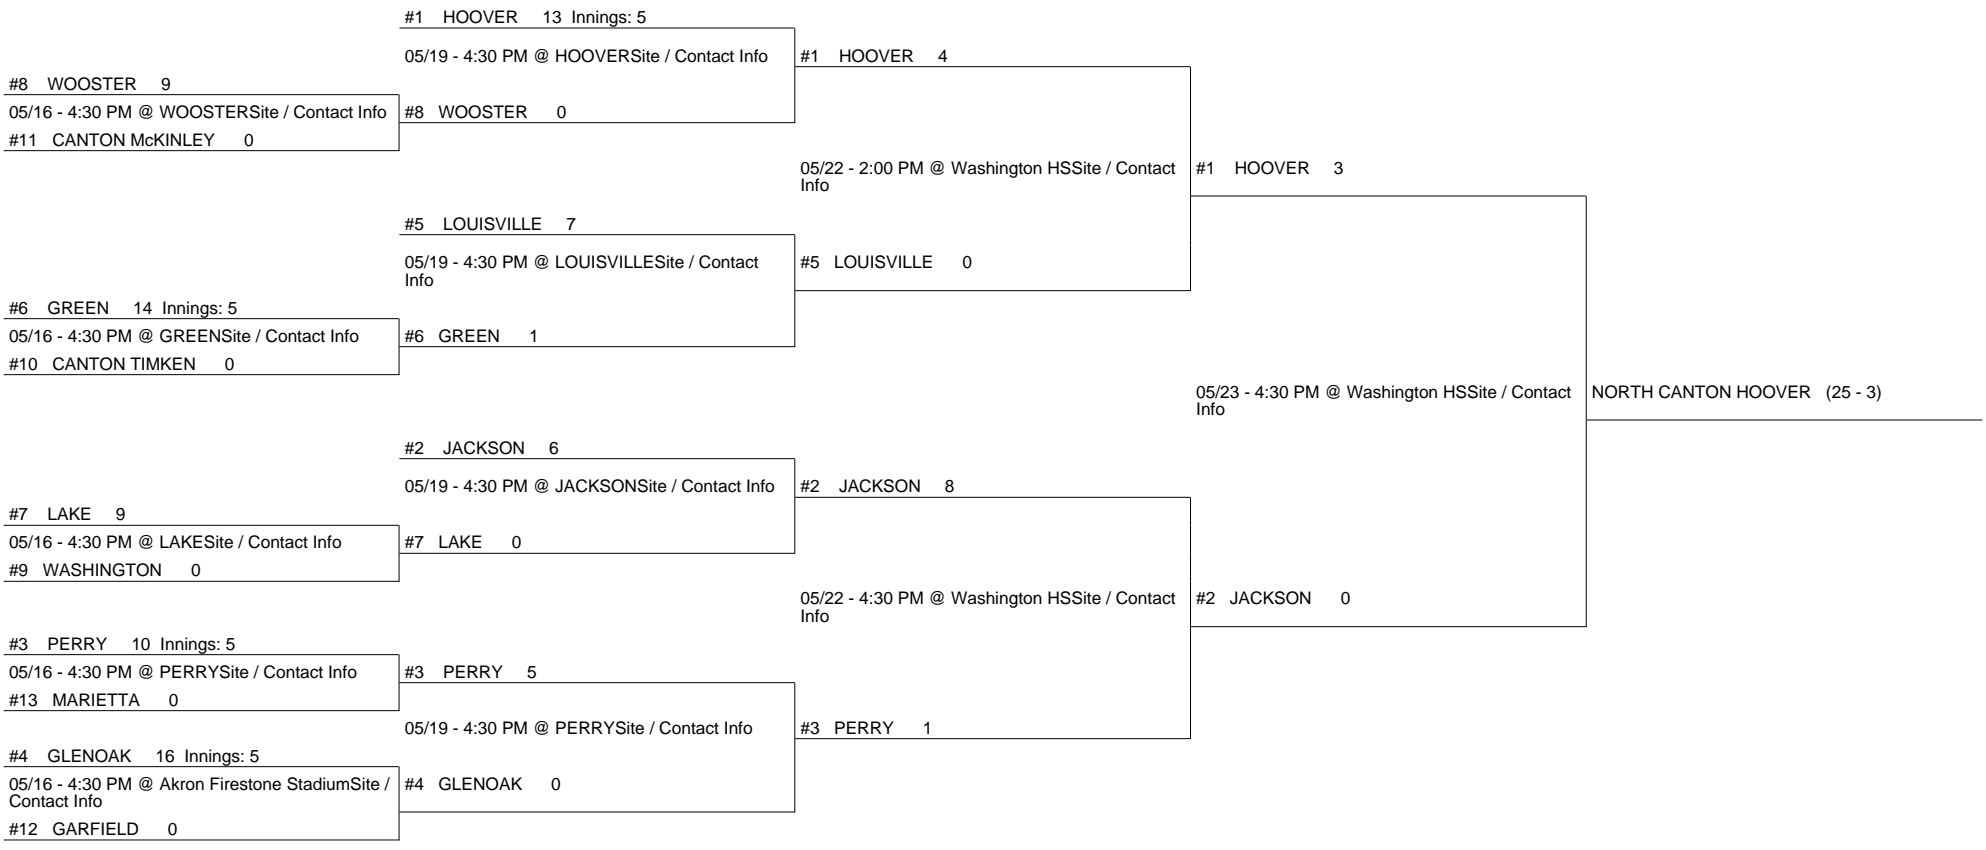 #1 HOOVER 13 Innings: 5
05/19 - 4:30 PM @ HOOVERSite / Contact Info
#1 HOOVER 4
#8 WOOSTER 9
05/16 - 4:30 PM @ WOOSTERSite / Contact Info
#8 WOOSTER 0
#11 CANTON McKINLEY 0
05/22 - 2:00 PM @ Washington HSSite / Contact
Info
#1 HOOVER 3
#5 LOUISVILLE 7
05/19 - 4:30 PM @ LOUISVILLESite / Contact
Info
#5 LOUISVILLE 0
#6 GREEN 14 Innings: 5
05/16 - 4:30 PM @ GREENSite / Contact Info
#6 GREEN 1
#10 CANTON TIMKEN 0
05/23 - 4:30 PM @ Washington HSSite / Contact
Info
NORTH CANTON HOOVER (25 - 3)
#2 JACKSON 6
05/19 - 4:30 PM @ JACKSONSite / Contact Info
#2 JACKSON 8
#7 LAKE 9
05/16 - 4:30 PM @ LAKESite / Contact Info
#7 LAKE 0
#9 WASHINGTON 0
05/22 - 4:30 PM @ Washington HSSite / Contact
Info
#2 JACKSON 0
#3 PERRY 10 Innings: 5
05/16 - 4:30 PM @ PERRYSite / Contact Info
#3 PERRY 5
#13 MARIETTA 0
05/19 - 4:30 PM @ PERRYSite / Contact Info
#3 PERRY 1
#4 GLENOAK 16 Innings: 5
05/16 - 4:30 PM @ Akron Firestone StadiumSite /
Contact Info
#4 GLENOAK 0
#12 GARFIELD 0